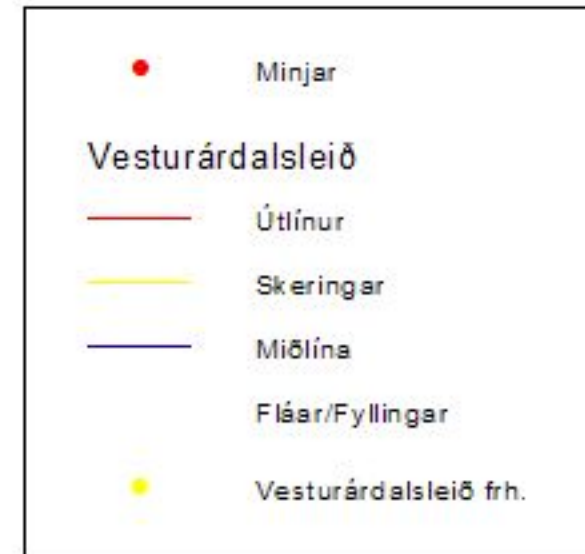 Minjar
Vesturárdalsleið
Útlínur
Skeringar
Miðlína
Fláar/Fyllingar
Vesturárdalsleið frh.